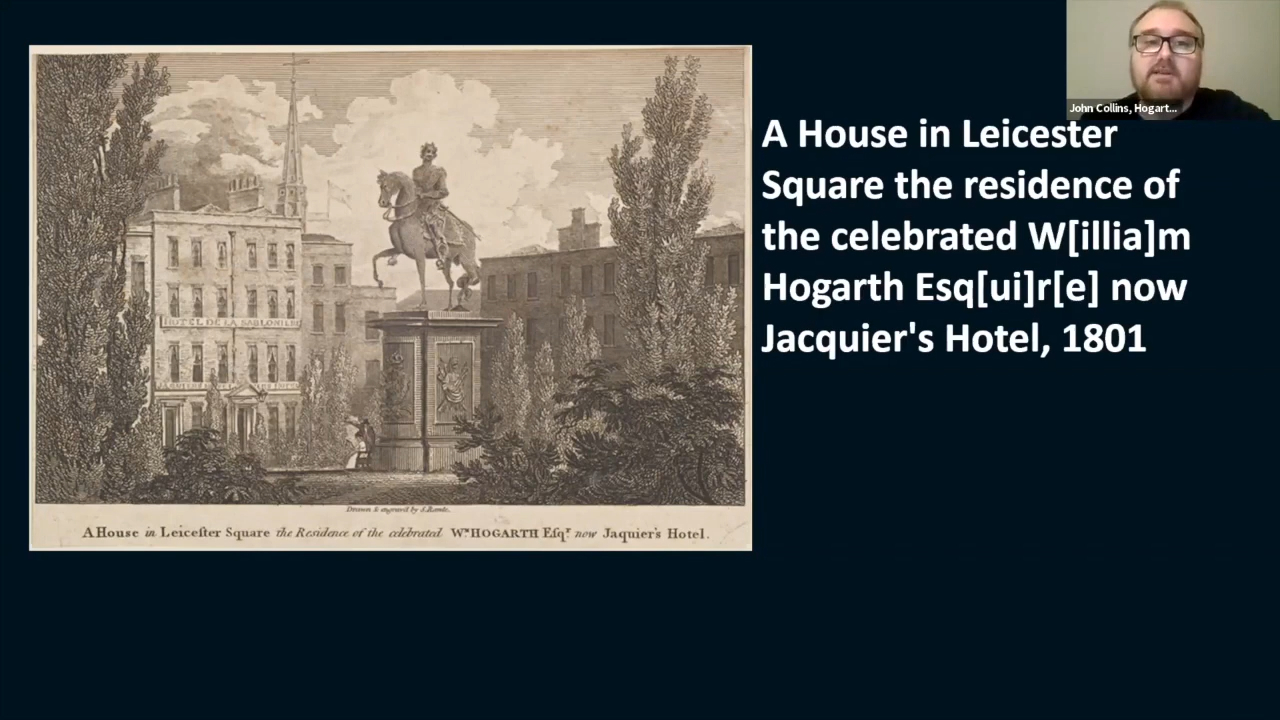 John Collins, Hogart...
A House in Leicester
Square the residence of
the celebrated W[illia]m
Hogarth Esq[ui]r[e] now
Jacquier's Hotel, 1801
HOTEL DE LA SABLONIERE
Drawn & engraved by S. Rawle.
A House in Leiceſter Square the Residence of the celebrated Wᵐ HOGARTH Eſqʳ now Jaquier's Hotel.